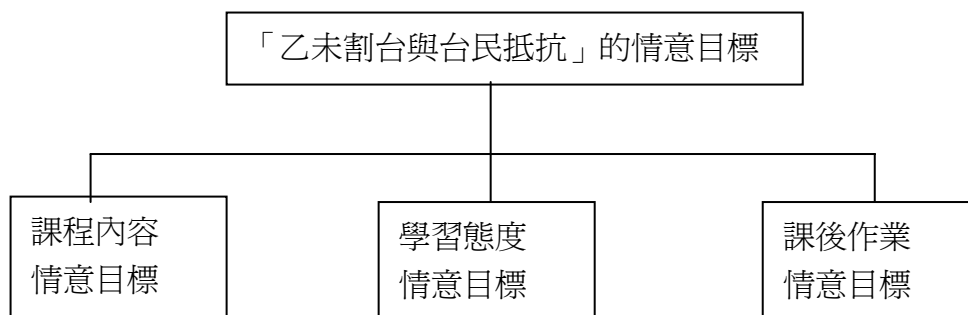 「乙未割台與台民抵抗」的情意目標
課程內容
情意目標
學習態度
情意目標
課後作業
情意目標